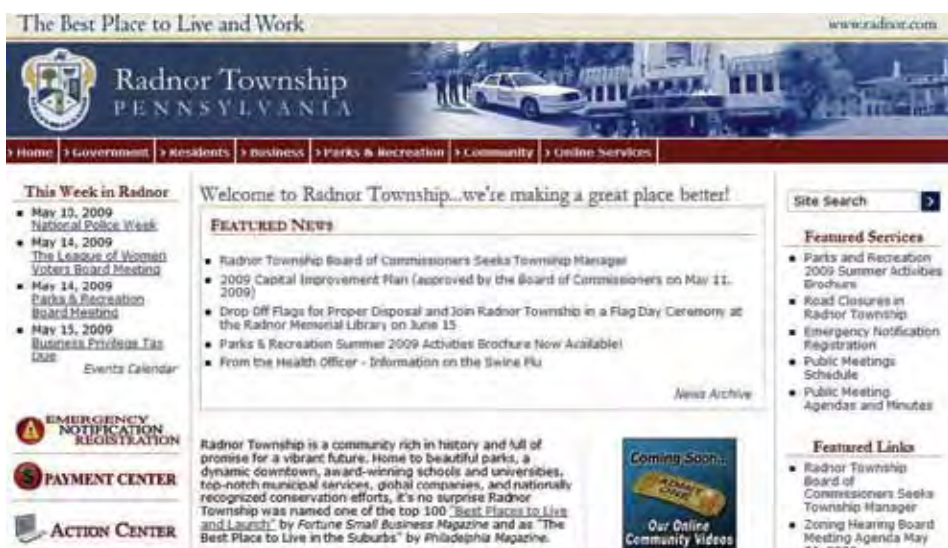 The Best Place to Live and Work
www.radnor.com
Radnor Township
PENNSYLVANIA
Home
Government
Residents
Business
Parks & Recreation
Community
Online Services
This Week in Radnor
May 13, 2009
National Police Week
May 14, 2009
The League of Women
Voters Board Meeting
May 14, 2009
Parks & Recreation
Board Meeting
May 15, 2009
Business Privilege Tax
Due
Events Calendar
EMERGENCY
NOTIFICATION
REGISTRATION
PAYMENT CENTER
ACTION CENTER
Welcome to Radnor Township...we're making a great place better!
FEATURED NEWS
Radnor Township Board of Commissioners Seeks Township Manager
2009 Capital Improvement Plan (approved by the Board of Commissioners on May 11,
2009)
Drop Off Flags for Proper Disposal and Join Radnor Township in a Flag Day Ceremony at
the Radnor Memorial Library on June 15
Parks & Recreation Summer 2009 Activities Brochure Now Available!
From the Health Officer - Information on the Swine Flu
News Archive
Radnor Township is a community rich in history and full of
promise for a vibrant future. Home to beautiful parks, a
dynamic downtown, award-winning schools and universities,
top-notch municipal services, global companies, and nationally
recognized conservation efforts, it's no surprise Radnor
Township was named one of the top 100 "Best Places to Live
and Launch" by Fortune Small Business Magazine and as "The
Best Place to Live in the Suburbs" by Philadelphia Magazine.
Coming Soon...
ADMIT
ONE
Our Online
Community Videos
Site Search
Featured Services
Parks and Recreation
2009 Summer Activities
Brochure
Road Closures in
Radnor Township
Emergency Notification
Registration
Public Meetings
Schedule
Public Meeting
Agendas and Minutes
Featured Links
Radnor Township
Board of
Commissioners Seeks
Township Manager
Zoning Hearing Board
Meeting Agenda May